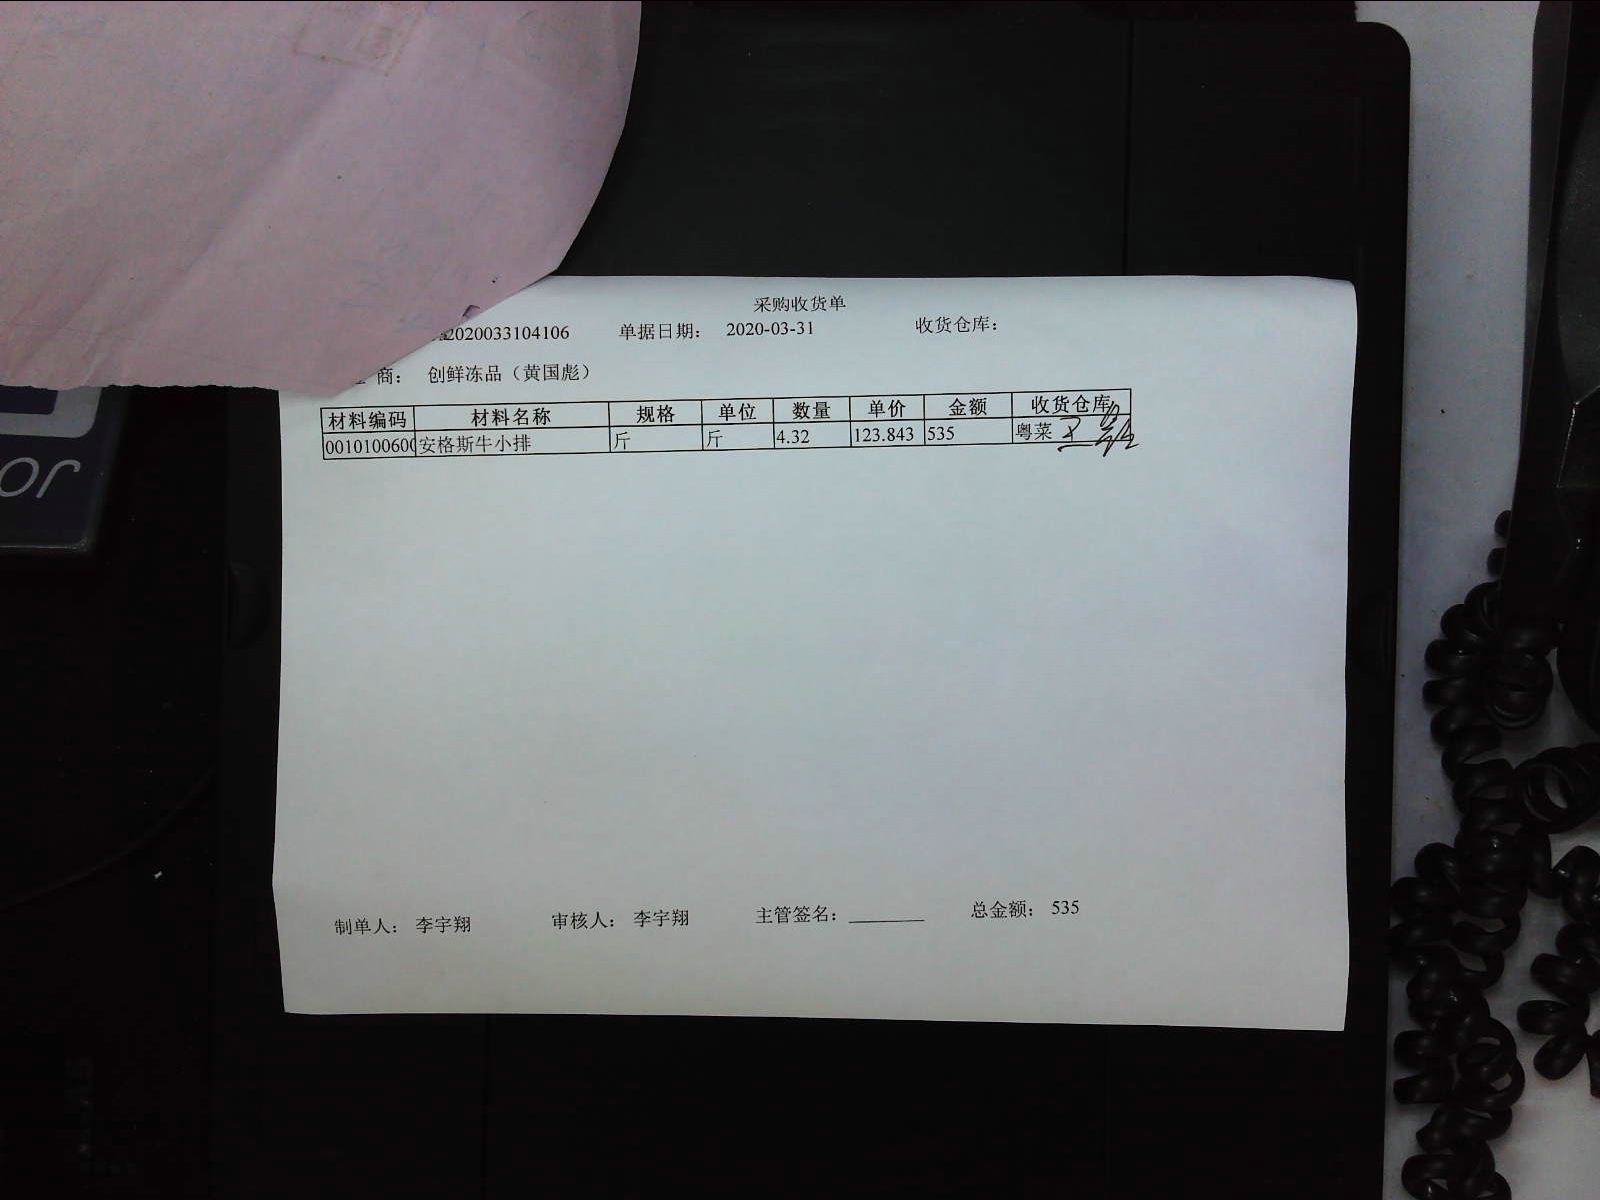 采购收货单
2020033104106 单据日期： 2020-03-31 收货仓库：
商： 创鲜冻品（黄国彪）
材料编码 材料名称 规格 单位 数量 单价 金额 收货仓库
0010100600 安格斯牛小排 斤 斤 4.32 123.843 535 粤菜
制单人： 李宇翔 审核人： 李宇翔 主管签名： 总金额： 535